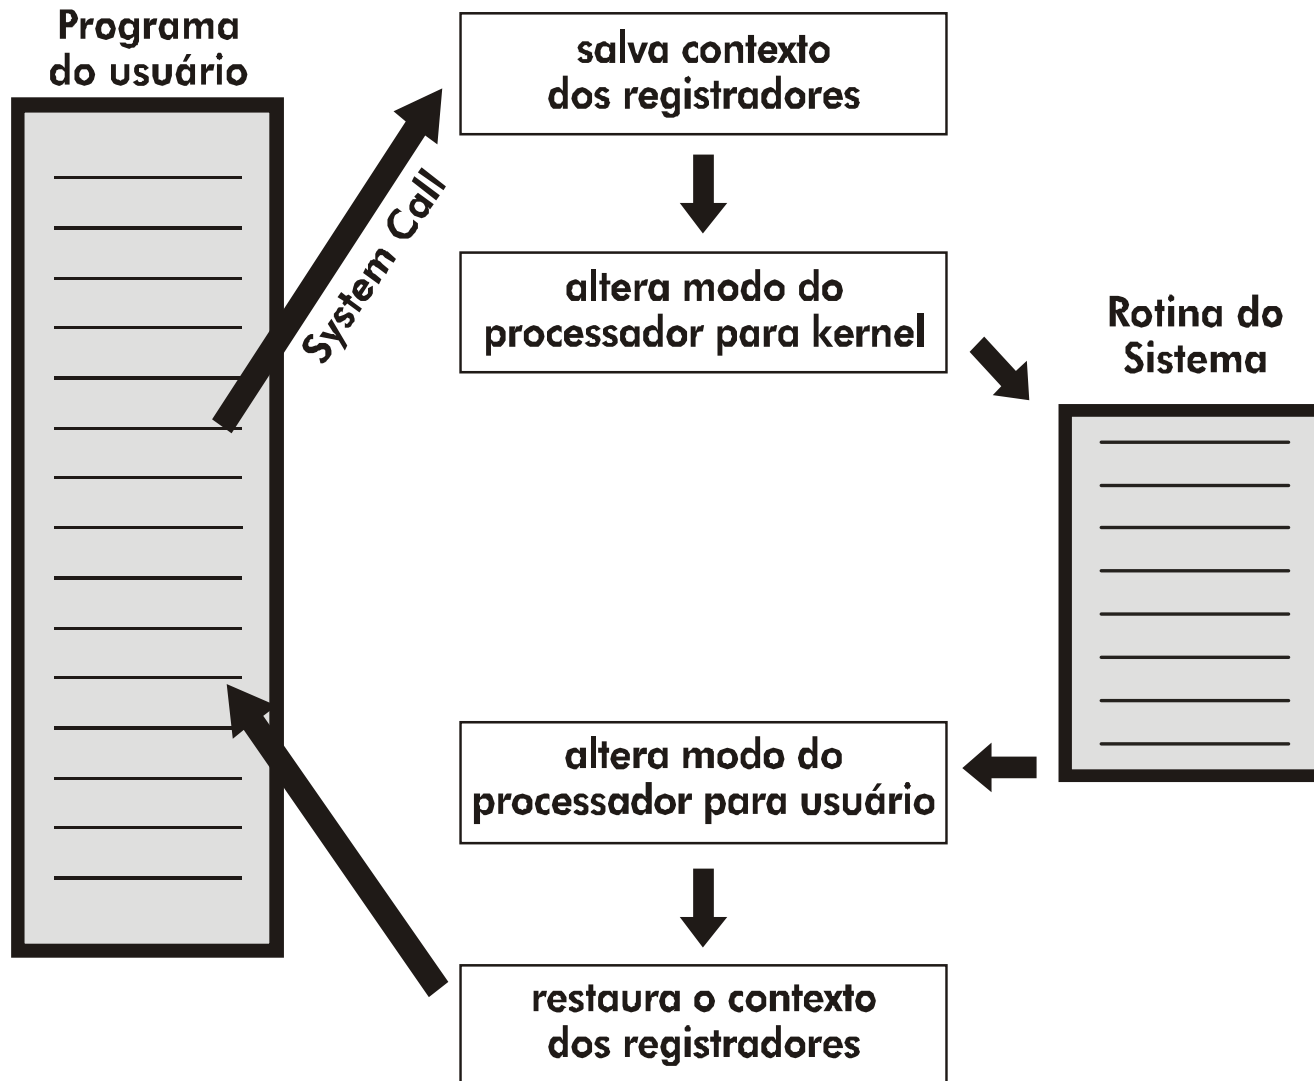 Programa
do usuário
salva contexto
dos registradores
System Call
altera modo do
processador para kernel
Rotina do
Sistema
altera modo do
processador para usuário
restaura o contexto
dos registradores